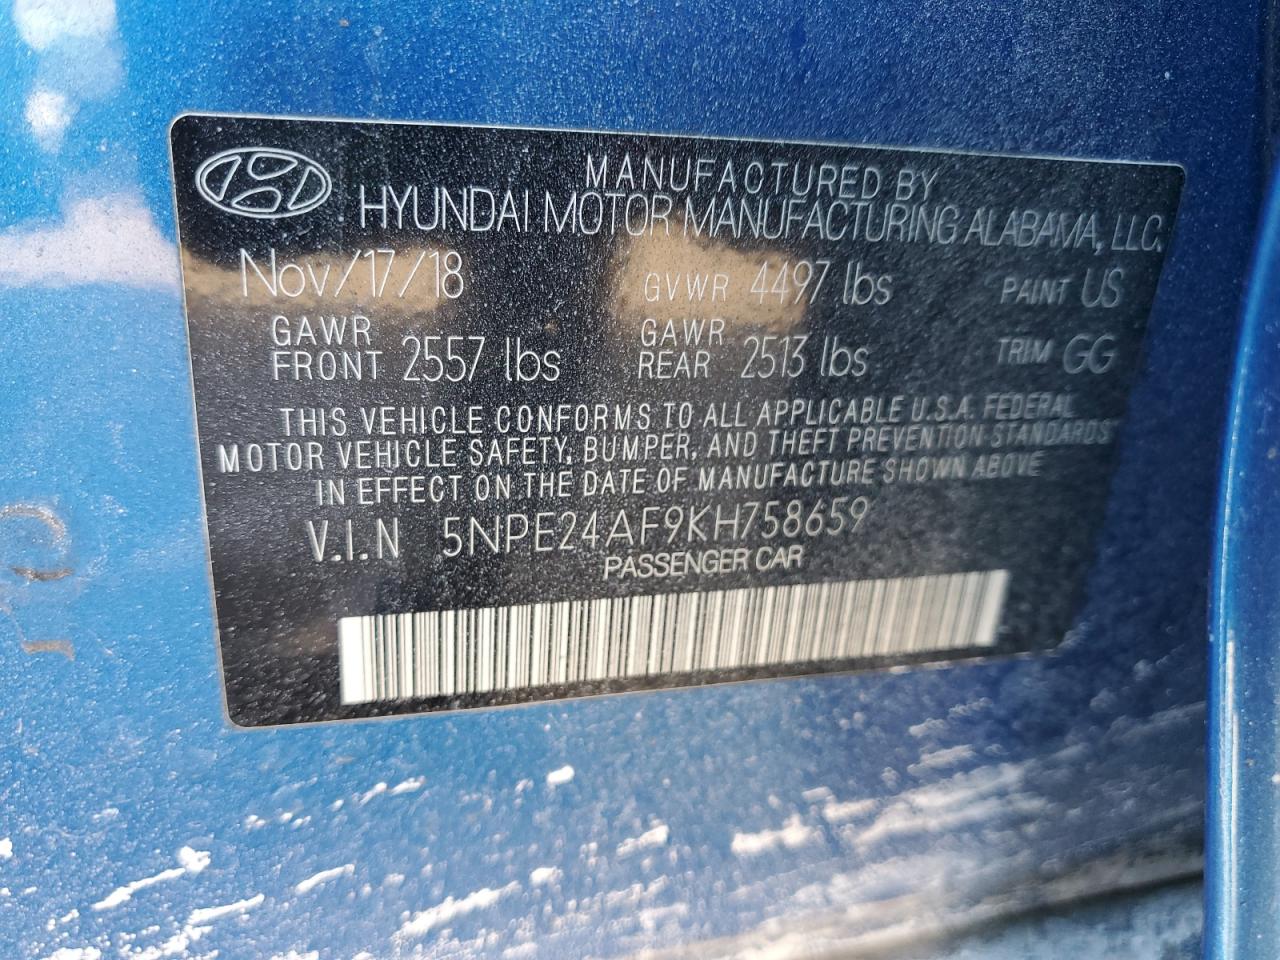 MANUFACTURED BY
HYUNDAI MOTOR MANUFACTURING ALABAMA, LLC.
Nov/17/18 GVWR 4497 lbs PAINT US
GAWR FRONT 2557 lbs GAWR REAR 2513 lbs TRIM GG
THIS VEHICLE CONFORMS TO ALL APPLICABLE U.S.A. FEDERAL
MOTOR VEHICLE SAFETY, BUMPER, AND THEFT PREVENTION STANDARDS
IN EFFECT ON THE DATE OF MANUFACTURE SHOWN ABOVE
V.I.N 5NPE24AF9KH758659
PASSENGER CAR